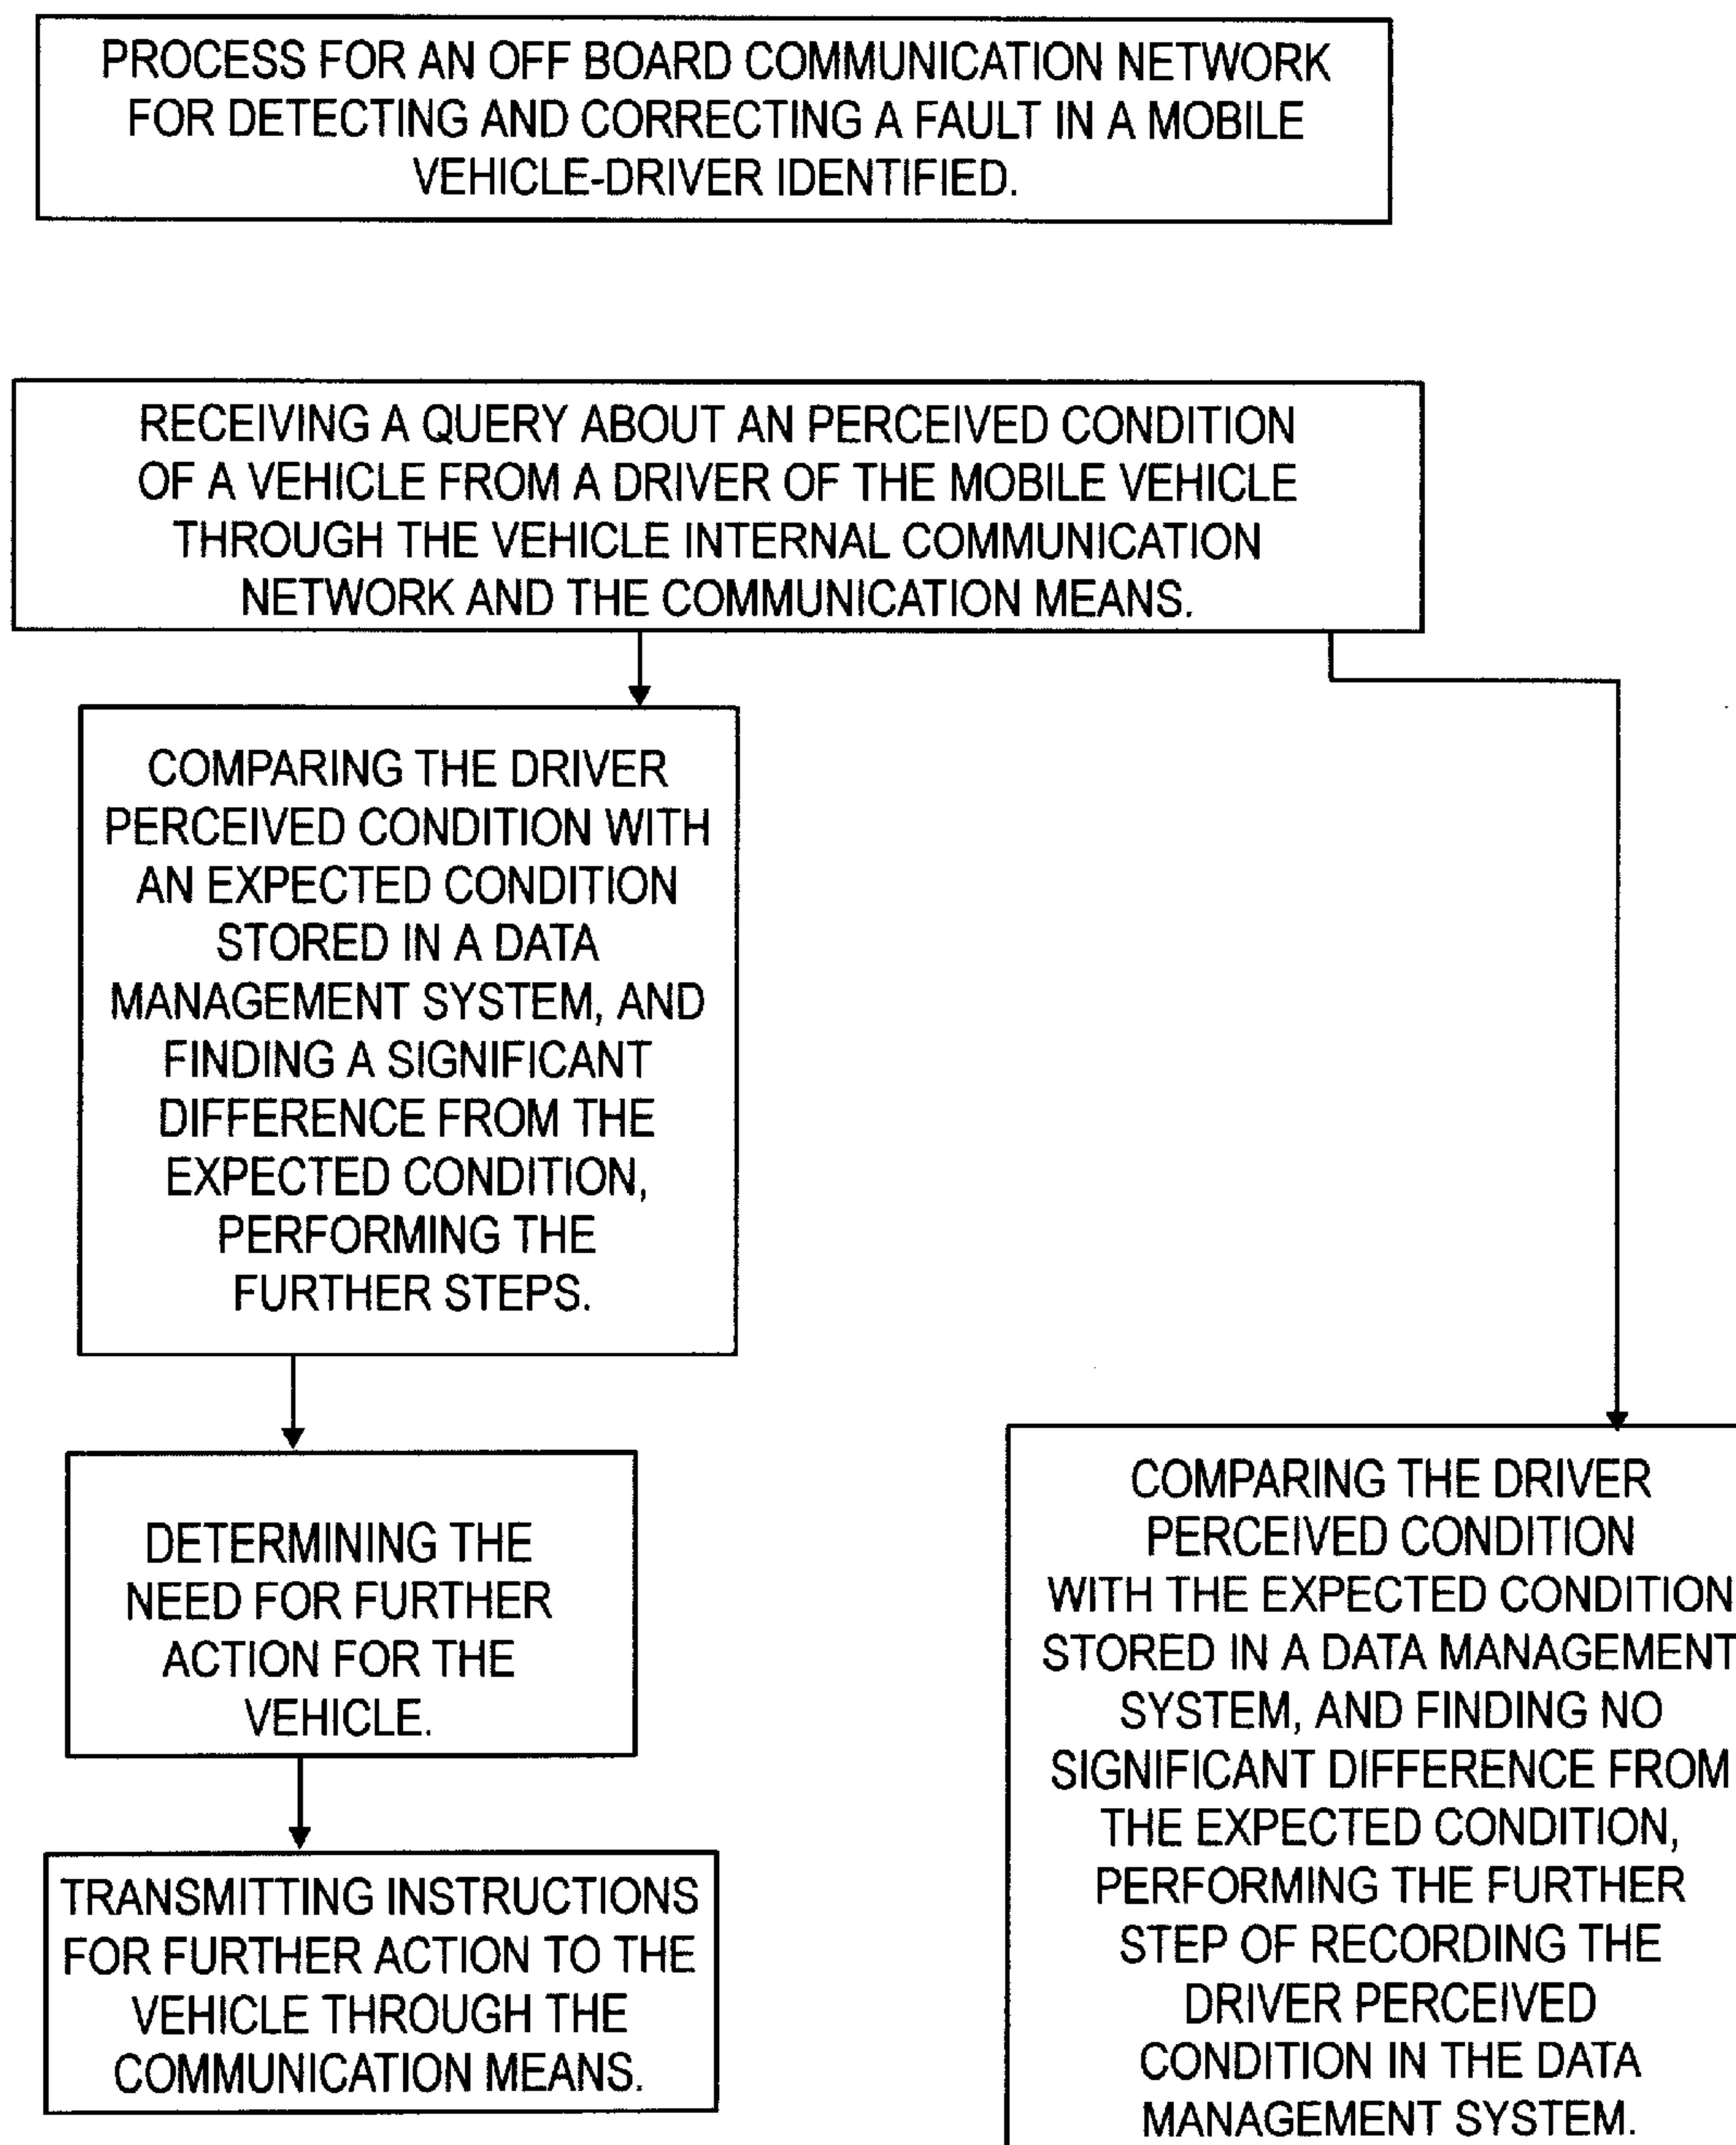 PROCESS FOR AN OFF BOARD COMMUNICATION NETWORK
FOR DETECTING AND CORRECTING A FAULT IN A MOBILE
VEHICLE-DRIVER IDENTIFIED.
RECEIVING A QUERY ABOUT AN PERCEIVED CONDITION
OF A VEHICLE FROM A DRIVER OF THE MOBILE VEHICLE
THROUGH THE VEHICLE INTERNAL COMMUNICATION
NETWORK AND THE COMMUNICATION MEANS.
COMPARING THE DRIVER
PERCEIVED CONDITION WITH
AN EXPECTED CONDITION
STORED IN A DATA
MANAGEMENT SYSTEM, AND
FINDING A SIGNIFICANT
DIFFERENCE FROM THE
EXPECTED CONDITION,
PERFORMING THE
FURTHER STEPS.
DETERMINING THE
NEED FOR FURTHER
ACTION FOR THE
VEHICLE.
TRANSMITTING INSTRUCTIONS
FOR FURTHER ACTION TO THE
VEHICLE THROUGH THE
COMMUNICATION MEANS.
COMPARING THE DRIVER
PERCEIVED CONDITION
WITH THE EXPECTED CONDITION
STORED IN A DATA MANAGEMENT
SYSTEM, AND FINDING NO
SIGNIFICANT DIFFERENCE FROM
THE EXPECTED CONDITION,
PERFORMING THE FURTHER
STEP OF RECORDING THE
DRIVER PERCEIVED
CONDITION IN THE DATA
MANAGEMENT SYSTEM.